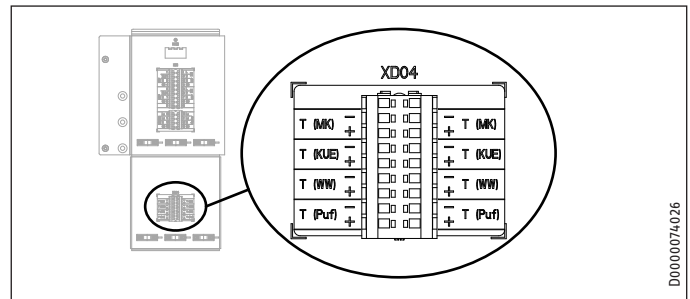 XD04
T (MK) − + − + T (MK)
T (KUE) − + − + T (KUE)
T (WW) − + − + T (WW)
T (Puf) − + − + T (Puf)
D0000074026